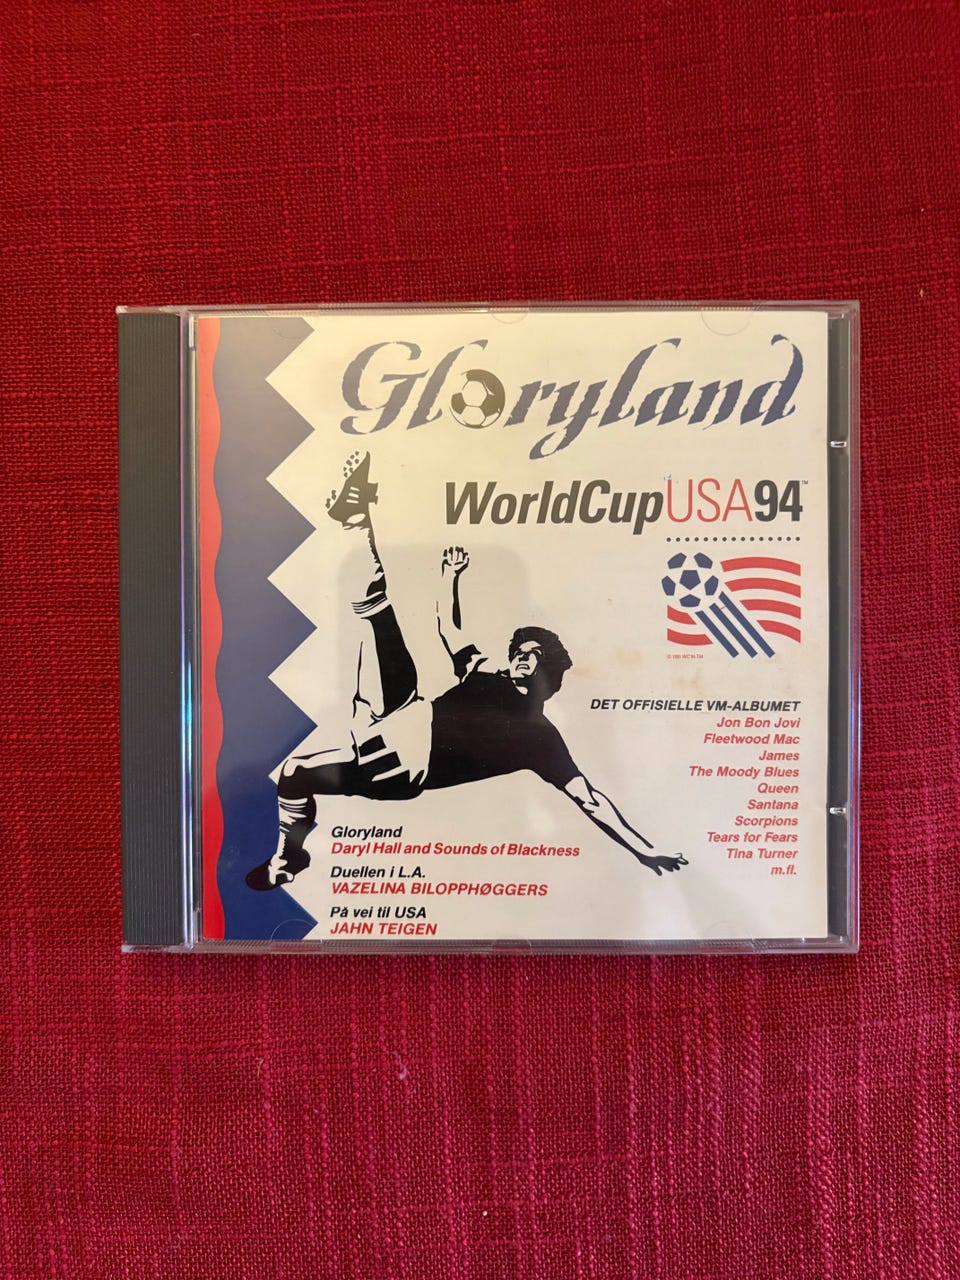 Gloryland
WorldCupUSA94™
DET OFFISIELLE VM-ALBUMET
Jon Bon Jovi
Fleetwood Mac
James
The Moody Blues
Queen
Santana
Scorpions
Tears for Fears
Tina Turner
m.fl.
Gloryland
Daryl Hall and Sounds of Blackness
Duellen i L.A.
VAZELINA BILOPPHØGGERS
På vei til USA
JAHN TEIGEN